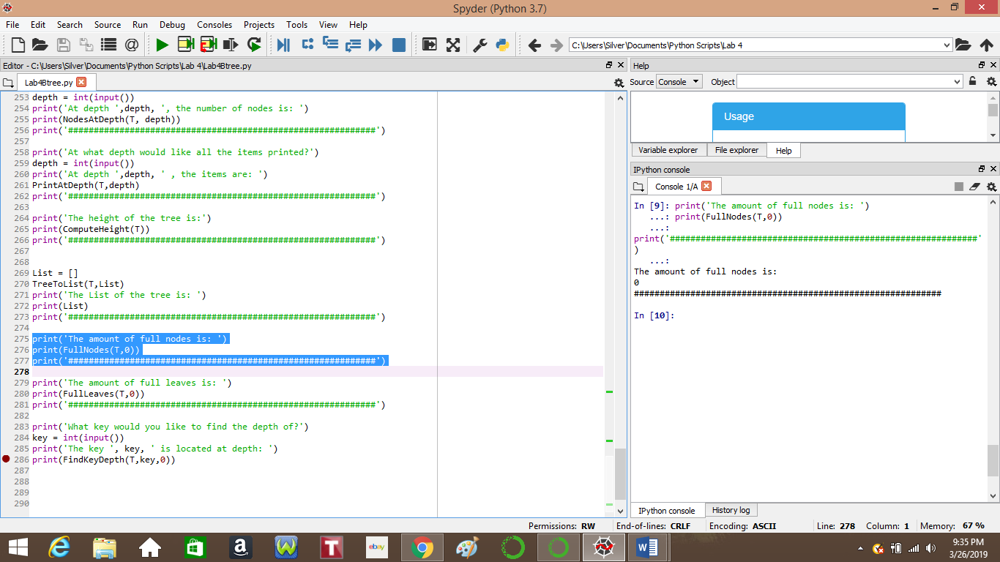 Spyder (Python 3.7)
File Edit Search Source Run Debug Consoles Projects Tools View Help
C:\Users\Silver\Documents\Python Scripts\Lab 4
Editor - C:\Users\Silver\Documents\Python Scripts\Lab 4\Lab4Btree.py
Lab4Btree.py
253 depth = int(input())
254 print('At depth ',depth, ', the number of nodes is: ')
255 print(NodesAtDepth(T, depth))
256 print('############################################################')
257
258 print('At what depth would like all the items printed?')
259 depth = int(input())
260 print('At depth ',depth, ' , the items are: ')
261 PrintAtDepth(T,depth)
262 print('############################################################')
263
264 print('The height of the tree is:')
265 print(ComputeHeight(T))
266 print('############################################################')
267
268
269 List = []
270 TreeToList(T,List)
271 print('The List of the tree is: ')
272 print(List)
273 print('############################################################')
274
275 print('The amount of full nodes is: ')
276 print(FullNodes(T,0))
277 print('############################################################')
278
279 print('The amount of full leaves is: ')
280 print(FullLeaves(T,0))
281 print('############################################################')
282
283 print('What key would you like to find the depth of?')
284 key = int(input())
285 print('The key ', key, ' is located at depth: ')
286 print(FindKeyDepth(T,key,0))
287
288
289
290
Help
Source Console Object
Usage
Variable explorer File explorer Help
IPython console
Console 1/A
In [9]: print('The amount of full nodes is: ')
...: print(FullNodes(T,0))
...:
print('############################################################'
)
...:
The amount of full nodes is:
0
############################################################
In [10]:
IPython console History log
Permissions: RW End-of-lines: CRLF Encoding: ASCII Line: 278 Column: 1 Memory: 67 %
a W T ebay W
9:35 PM
3/26/2019